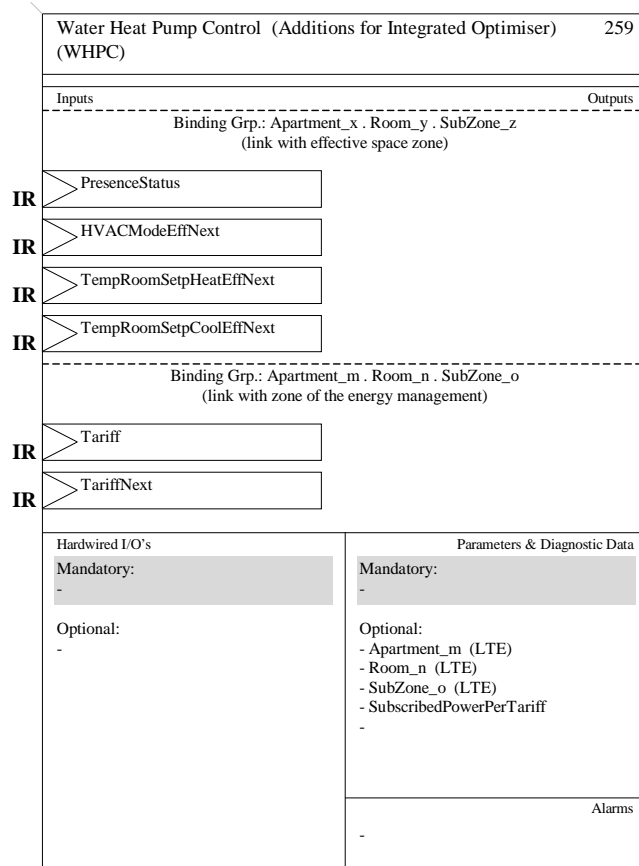 Water Heat Pump Control (Additions for Integrated Optimiser) 259
(WHPC)
Inputs Outputs
Binding Grp.: Apartment_x . Room_y . SubZone_z
(link with effective space zone)
PresenceStatus
IR
HVACModeEffNext
IR
TempRoomSetpHeatEffNext
IR
TempRoomSetpCoolEffNext
IR
Binding Grp.: Apartment_m . Room_n . SubZone_o
(link with zone of the energy management)
Tariff
IR
TariffNext
IR
Hardwired I/O's
Mandatory:
-
Optional:
-
Parameters & Diagnostic Data
Mandatory:
-
Optional:
- Apartment_m (LTE)
- Room_n (LTE)
- SubZone_o (LTE)
- SubscribedPowerPerTariff
-
Alarms
-